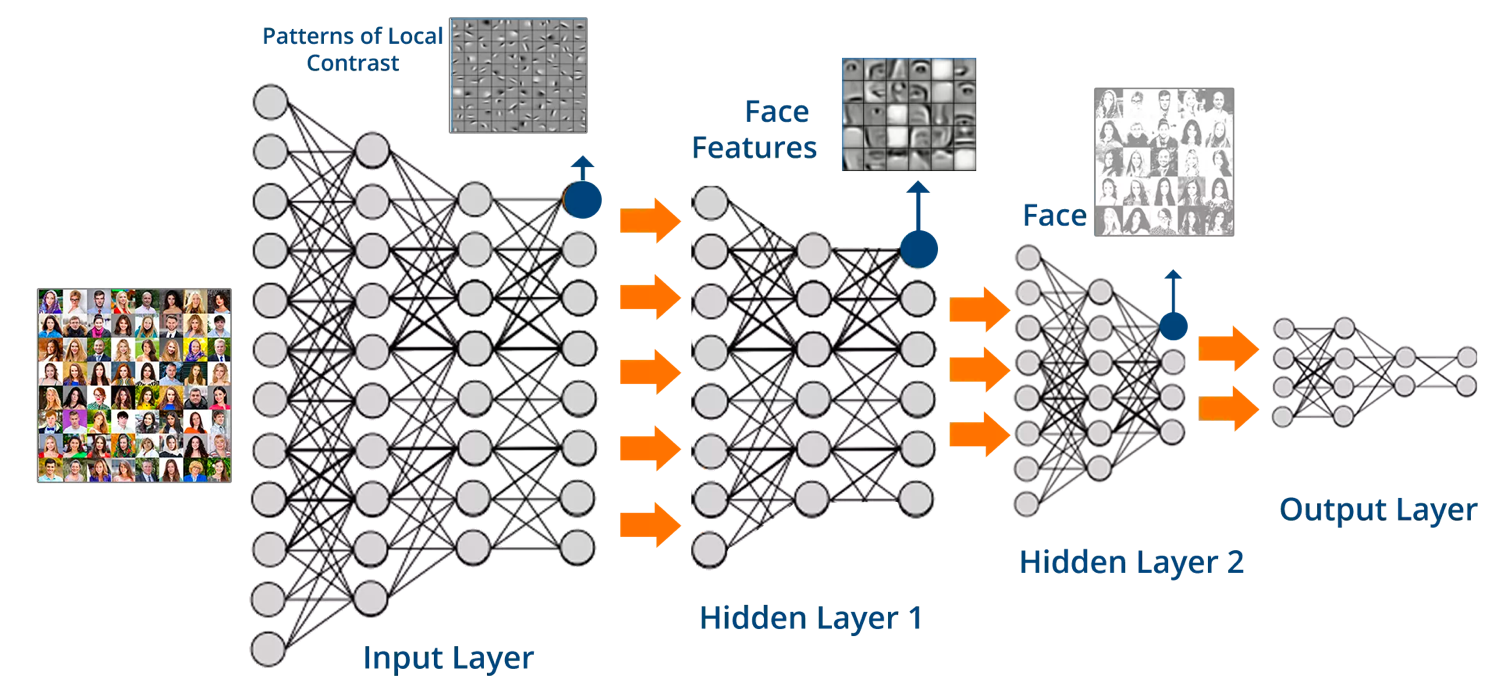 Patterns of Local
Contrast
Face
Features
Face
Input Layer
Hidden Layer 1
Hidden Layer 2
Output Layer